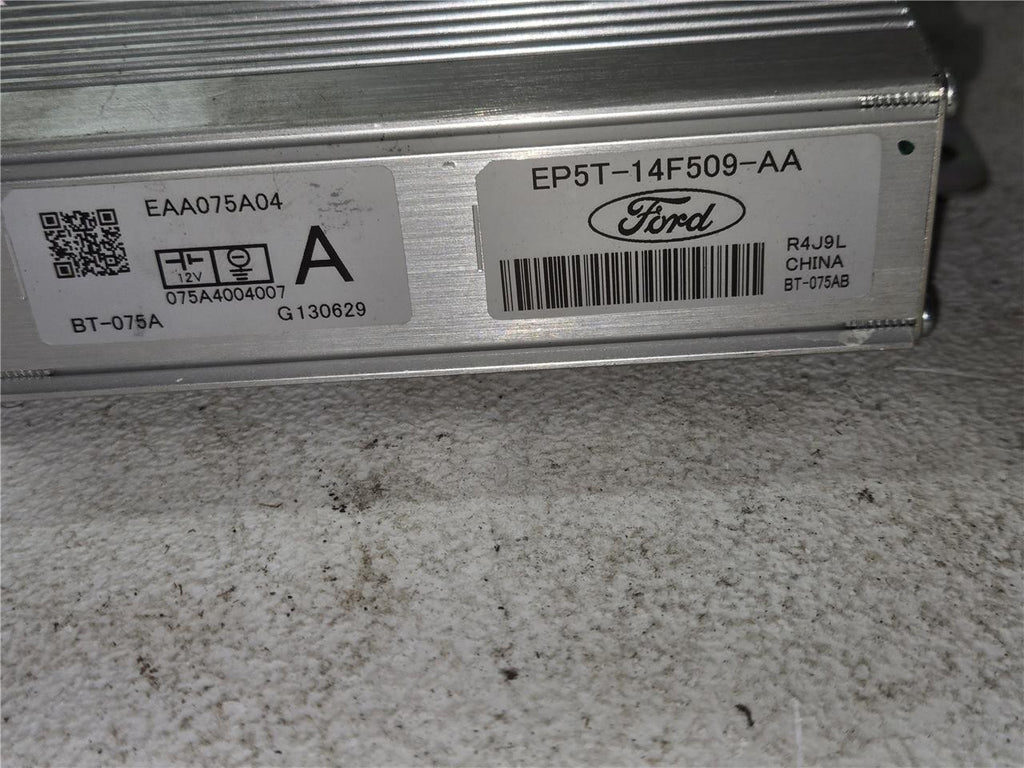 EAA075A04
12V
A
075A4004007
BT-075A
G130629
EP5T-14F509-AA
Ford
R4J9L
CHINA
BT-075AB